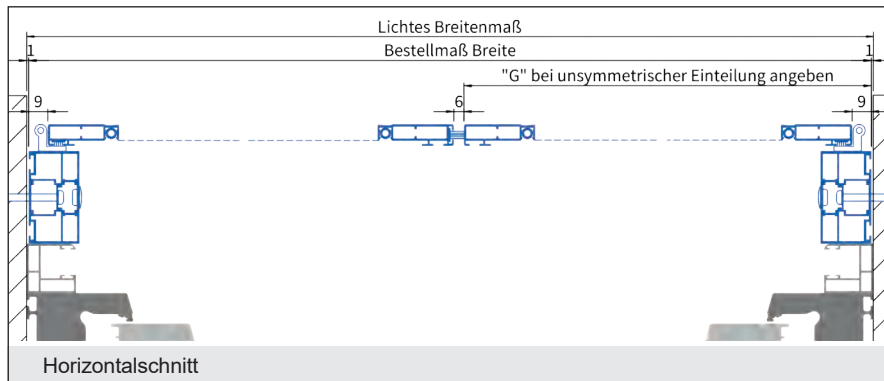 Lichtes Breitenmaß
1 Bestellmaß Breite 1
"G" bei unsymmetrischer Einteilung angeben
9 6 9
Horizontalschnitt